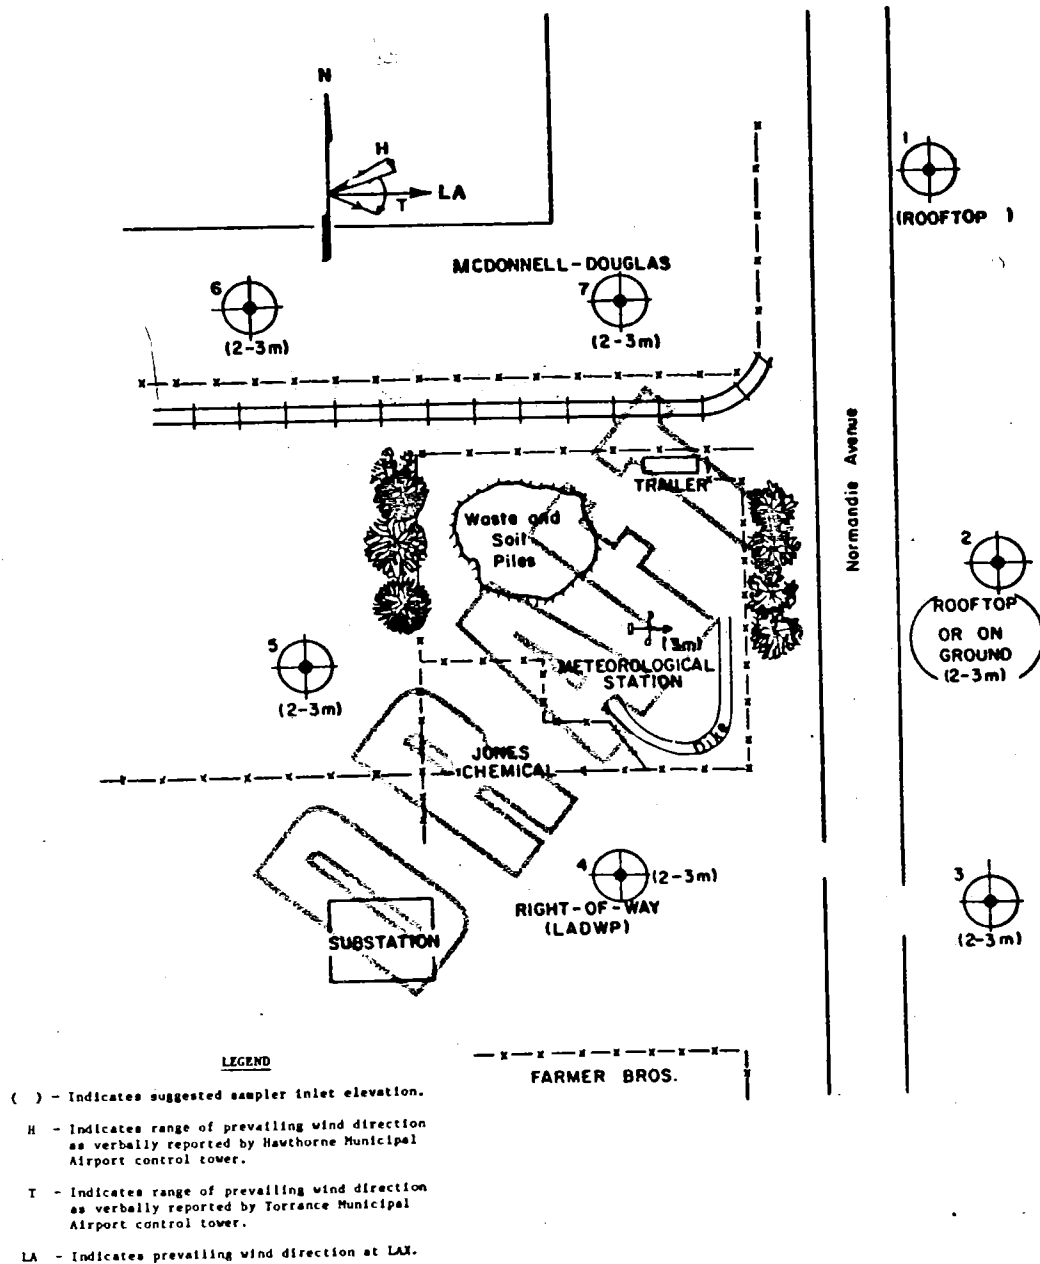 N
H
LA
T
1
(ROOFTOP )
MCDONNELL-DOUGLAS
6
(2-3m)
7
(2-3m)
Normandie Avenue
TRAILER
Waste and
Soil
Piles
2
ROOFTOP
OR ON
GROUND
(2-3m)
(3m)
METEOROLOGICAL
STATION
5
(2-3m)
Dike
JONES
CHEMICAL
4
(2-3m)
RIGHT-OF-WAY
(LADWP)
3
(2-3m)
SUBSTATION
FARMER BROS.
LEGEND
( ) - Indicates suggested sampler inlet elevation.
H - Indicates range of prevailing wind direction
as verbally reported by Hawthorne Municipal
Airport control tower.
T - Indicates range of prevailing wind direction
as verbally reported by Torrance Municipal
Airport control tower.
LA - Indicates prevailing wind direction at LAX.